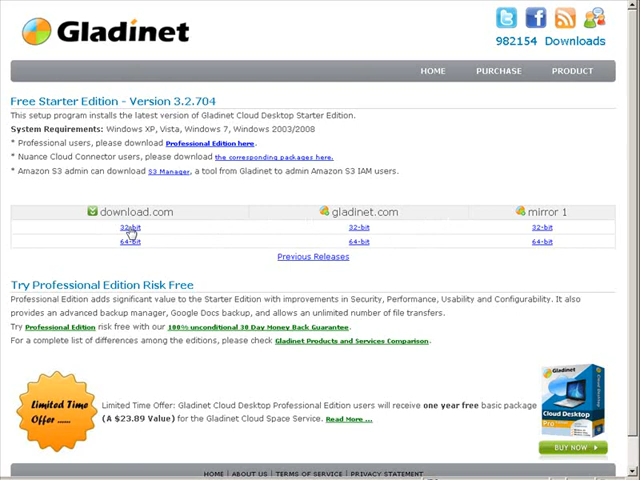 Gladinet
982154 Downloads
HOME PURCHASE PRODUCT
Free Starter Edition - Version 3.2.704
This setup program installs the latest version of Gladinet Cloud Desktop Starter Edition.
System Requirements: Windows XP, Vista, Windows 7, Windows 2003/2008
* Professional users, please download Professional Edition here.
* Nuance Cloud Connector users, please download the corresponding packages here.
* Amazon S3 admin can download S3 Manager, a tool from Gladinet to admin Amazon S3 IAM users.
download.com gladinet.com mirror 1
32-bit 32-bit 32-bit
64-bit 64-bit 64-bit
Previous Releases
Try Professional Edition Risk Free
Professional Edition adds significant value to the Starter Edition with improvements in Security, Performance, Usability and Configurability. It also
provides an advanced backup manager, Google Docs backup, and allows an unlimited number of file transfers.
Try Professional Edition risk free with our 100% unconditional 30 Day Money Back Guarantee.
For a complete list of differences among the editions, please check Gladinet Products and Services Comparison.
Limited Time
Offer ......
Limited Time Offer: Gladinet Cloud Desktop Professional Edition users will receive one year free basic package
(A $23.89 Value) for the Gladinet Cloud Space Service. Read More ...
Gladinet
Cloud Desktop
Pro
BUY NOW
HOME | ABOUT US | TERMS OF SERVICE | PRIVACY STATEMENT